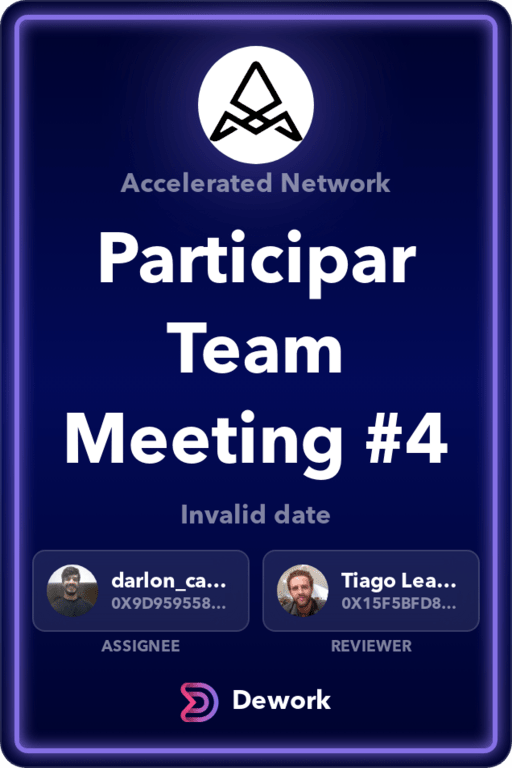 Accelerated Network
Participar
Team
Meeting #4
Invalid date
darlon_ca...
0X9D959558...
Tiago Lea...
0X15F5BFD8...
ASSIGNEE
REVIEWER
Dework